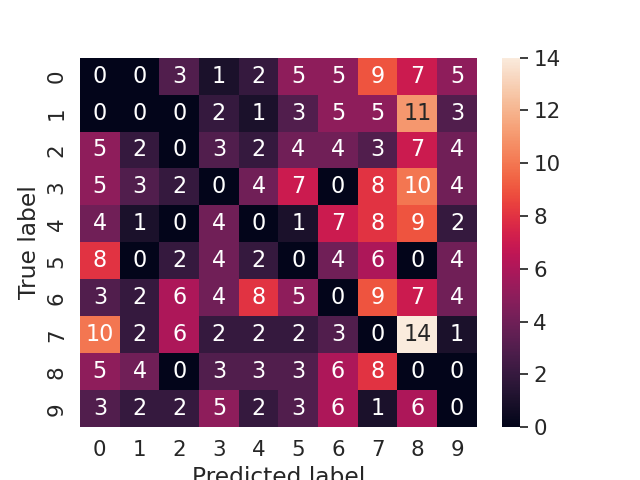 0 0 0 3 1 2 5 5 9 7 5
1 0 0 0 2 1 3 5 5 11 3
2 5 2 0 3 2 4 4 3 7 4
3 5 3 2 0 4 7 0 8 10 4
4 4 1 0 4 0 1 7 8 9 2
5 8 0 2 4 2 0 4 6 0 4
6 3 2 6 4 8 5 0 9 7 4
7 10 2 6 2 2 2 3 0 14 1
8 5 4 0 3 3 3 6 8 0 0
9 3 2 2 5 2 3 6 1 6 0
0 1 2 3 4 5 6 7 8 9
Predicted label
True label
14
12
10
8
6
4
2
0